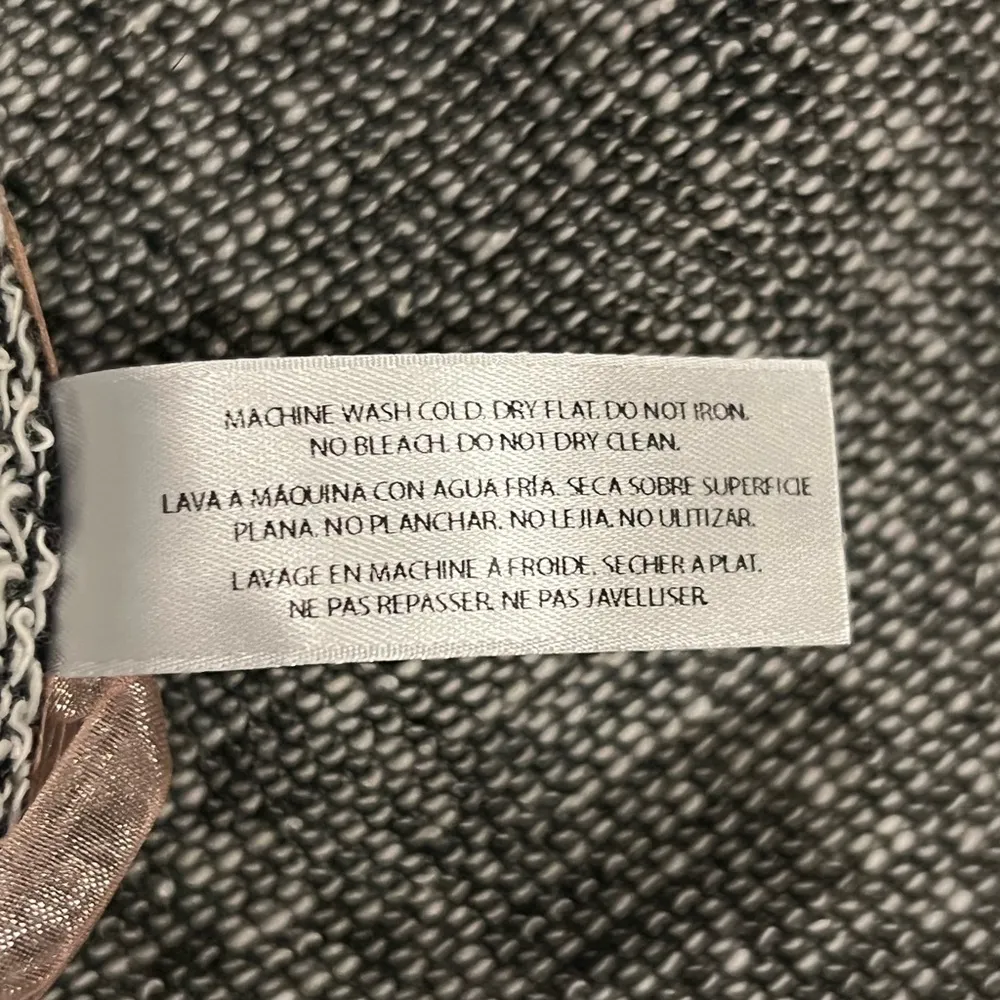 MACHINE WASH COLD. DRY FLAT. DO NOT IRON.
NO BLEACH. DO NOT DRY CLEAN.
LAVA A MÁQUINA CON AGUA FRÍA. SECA SOBRE SUPERFICIE
PLANA. NO PLANCHAR. NO LEJIA. NO ULITIZAR.
LAVAGE EN MACHINE À FROIDE. SECHER A PLAT.
NE PAS REPASSER. NE PAS JAVELLISER.